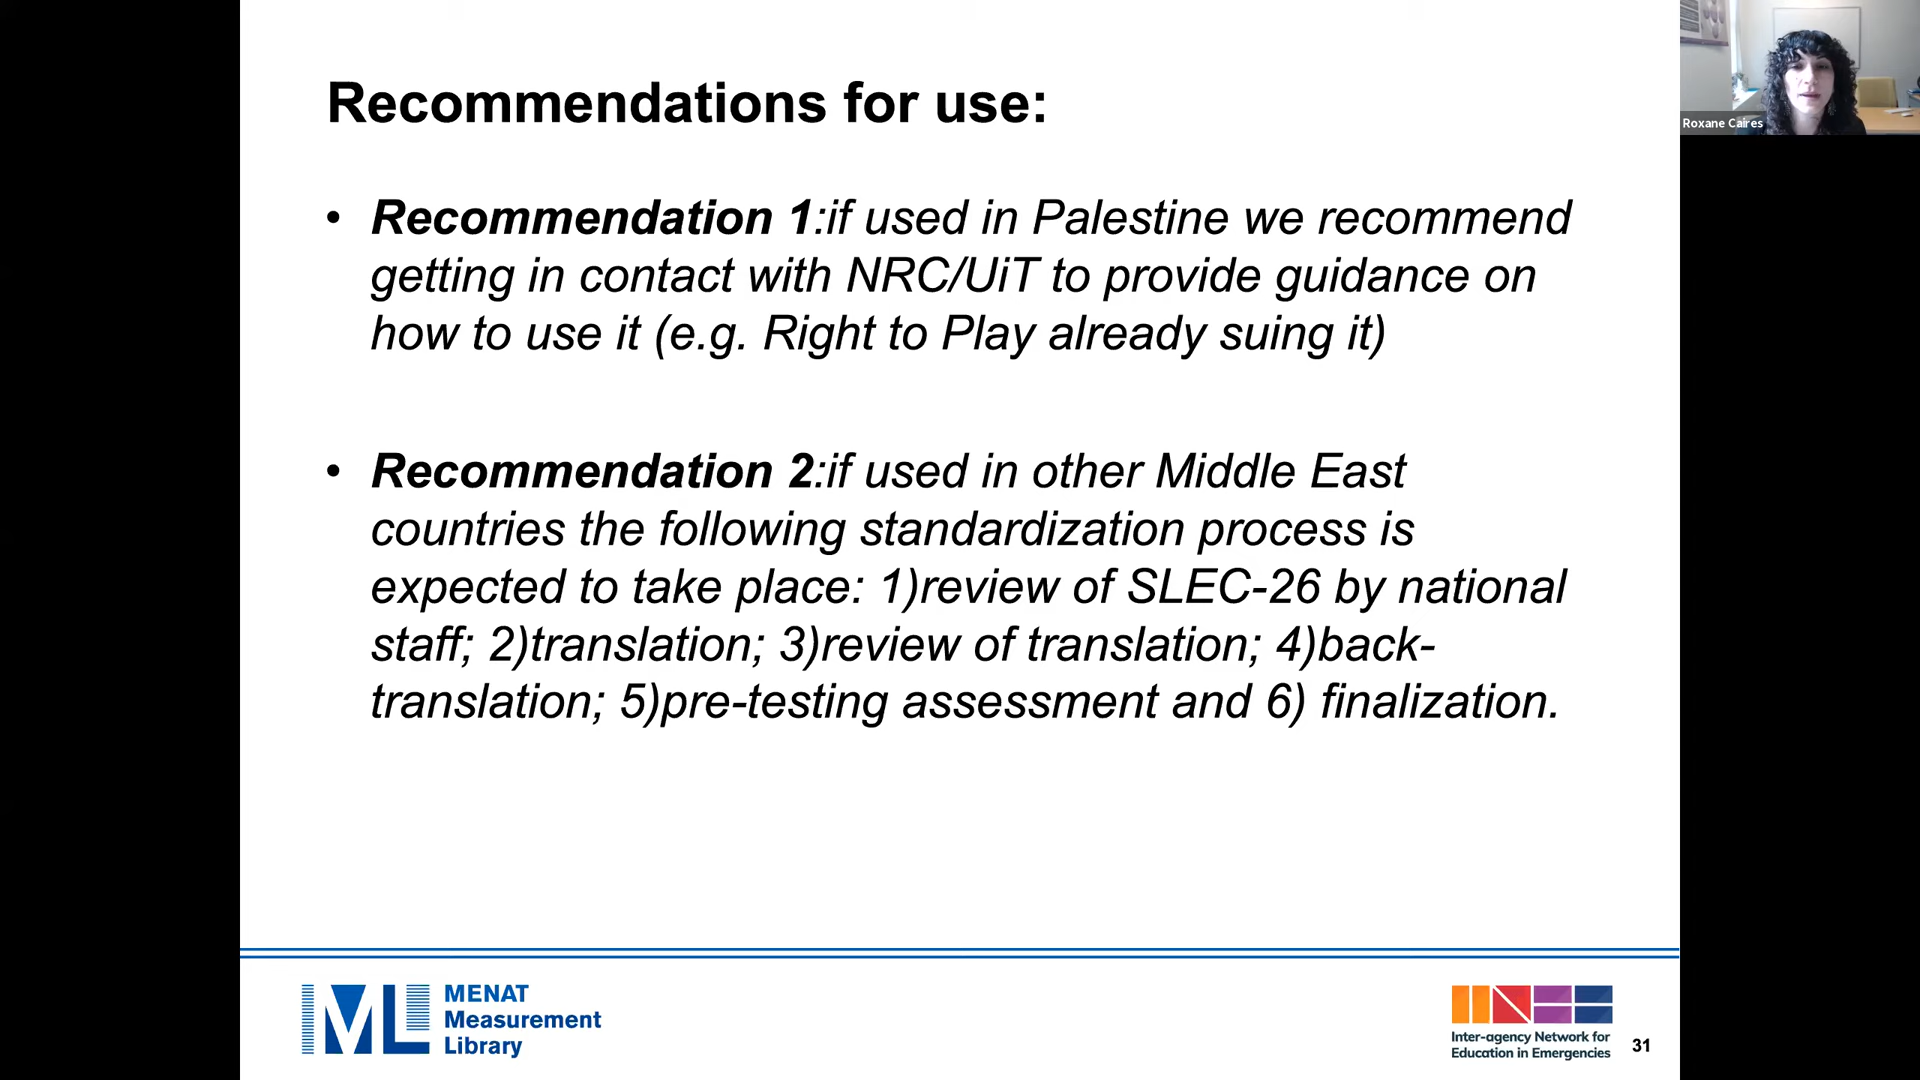 Recommendations for use:
Roxane Caires
• Recommendation 1:if used in Palestine we recommend
getting in contact with NRC/UiT to provide guidance on
how to use it (e.g. Right to Play already suing it)
• Recommendation 2:if used in other Middle East
countries the following standardization process is
expected to take place: 1)review of SLEC-26 by national
staff; 2)translation; 3)review of translation; 4)back-
translation; 5)pre-testing assessment and 6) finalization.
ML
MENAT
Measurement
Library
INEE
Inter-agency Network for
Education in Emergencies
31